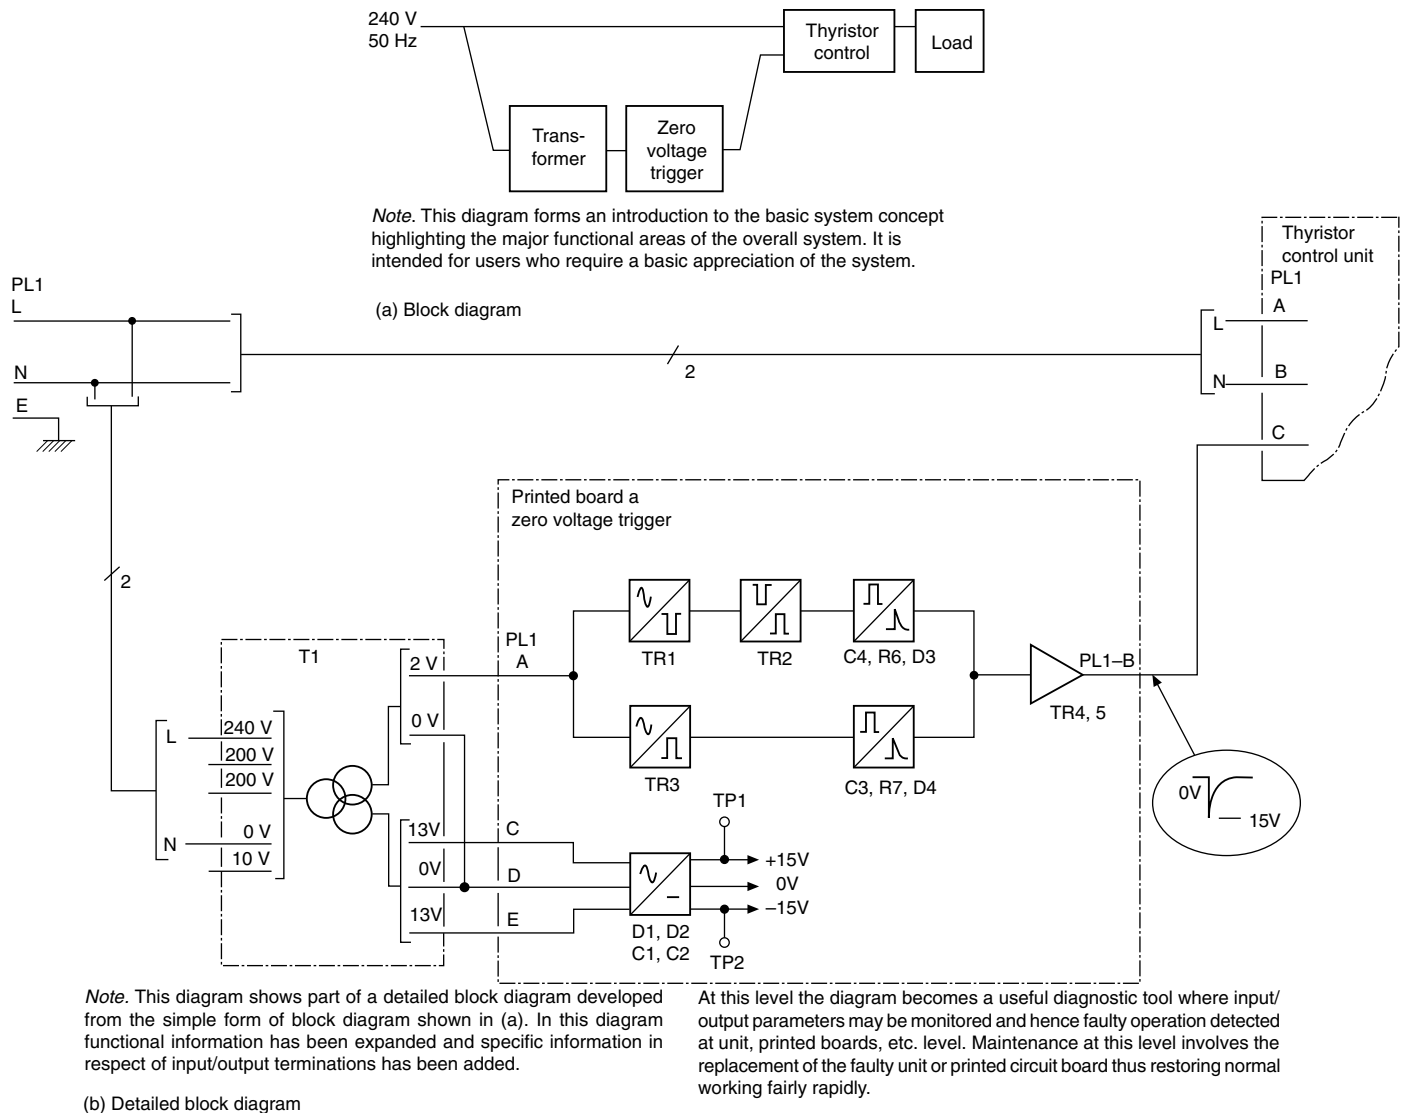 240 V
50 Hz
Thyristor
control
Load
Trans-
former
Zero
voltage
trigger
Note. This diagram forms an introduction to the basic system concept
highlighting the major functional areas of the overall system. It is
intended for users who require a basic appreciation of the system.
(a) Block diagram
PL1
L
N
E
2
Thyristor
control unit
PL1
L
A
N
B
C
2
Printed board a
zero voltage trigger
T1
L
240 V
200 V
200 V
N
0 V
10 V
2 V
0 V
13V
0V
13V
PL1
A
C
D
E
TR1
TR2
C4, R6, D3
TR3
C3, R7, D4
TR4, 5
PL1–B
0V
15V
TP1
+15V
0V
–15V
D1, D2
C1, C2
TP2
Note. This diagram shows part of a detailed block diagram developed
from the simple form of block diagram shown in (a). In this diagram
functional information has been expanded and specific information in
respect of input/output terminations has been added.
At this level the diagram becomes a useful diagnostic tool where input/
output parameters may be monitored and hence faulty operation detected
at unit, printed boards, etc. level. Maintenance at this level involves the
replacement of the faulty unit or printed circuit board thus restoring normal
working fairly rapidly.
(b) Detailed block diagram